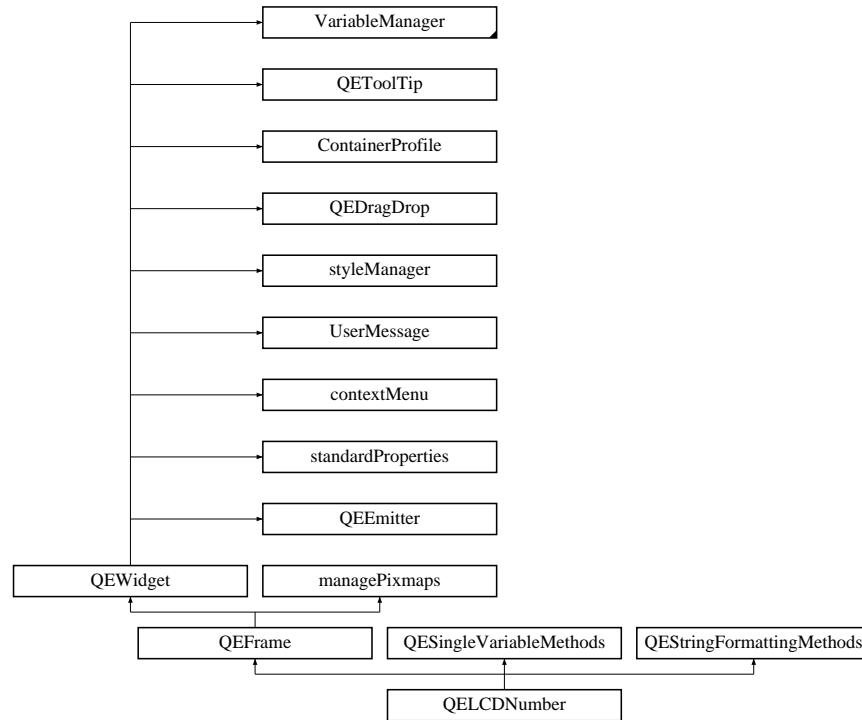 VariableManager
QEToolTip
ContainerProfile
QEDragDrop
styleManager
UserMessage
contextMenu
standardProperties
QEEmitter
QEWidget
managePixmaps
QEFrame
QESingleVariableMethods
QEStringFormattingMethods
QELCDNumber